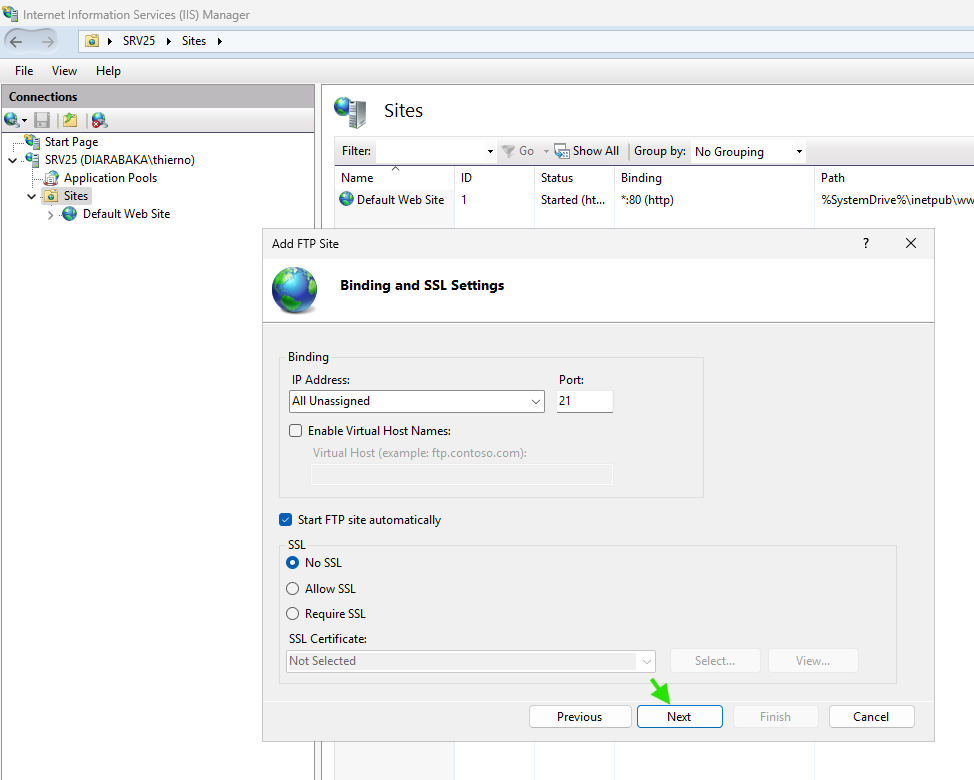 Internet Information Services (IIS) Manager
SRV25 Sites
File View Help
Connections
Start Page
SRV25 (DIARABAKA\thierno)
Application Pools
Sites
Default Web Site
Sites
Filter: Go Show All Group by: No Grouping
Name ID Status Binding Path
Default Web Site 1 Started (ht... *:80 (http) %SystemDrive%\inetpub\ww
Add FTP Site ?
Binding and SSL Settings
Binding
IP Address: Port:
All Unassigned 21
Enable Virtual Host Names:
Virtual Host (example: ftp.contoso.com):
Start FTP site automatically
SSL
No SSL
Allow SSL
Require SSL
SSL Certificate:
Not Selected Select... View...
Previous Next Finish Cancel